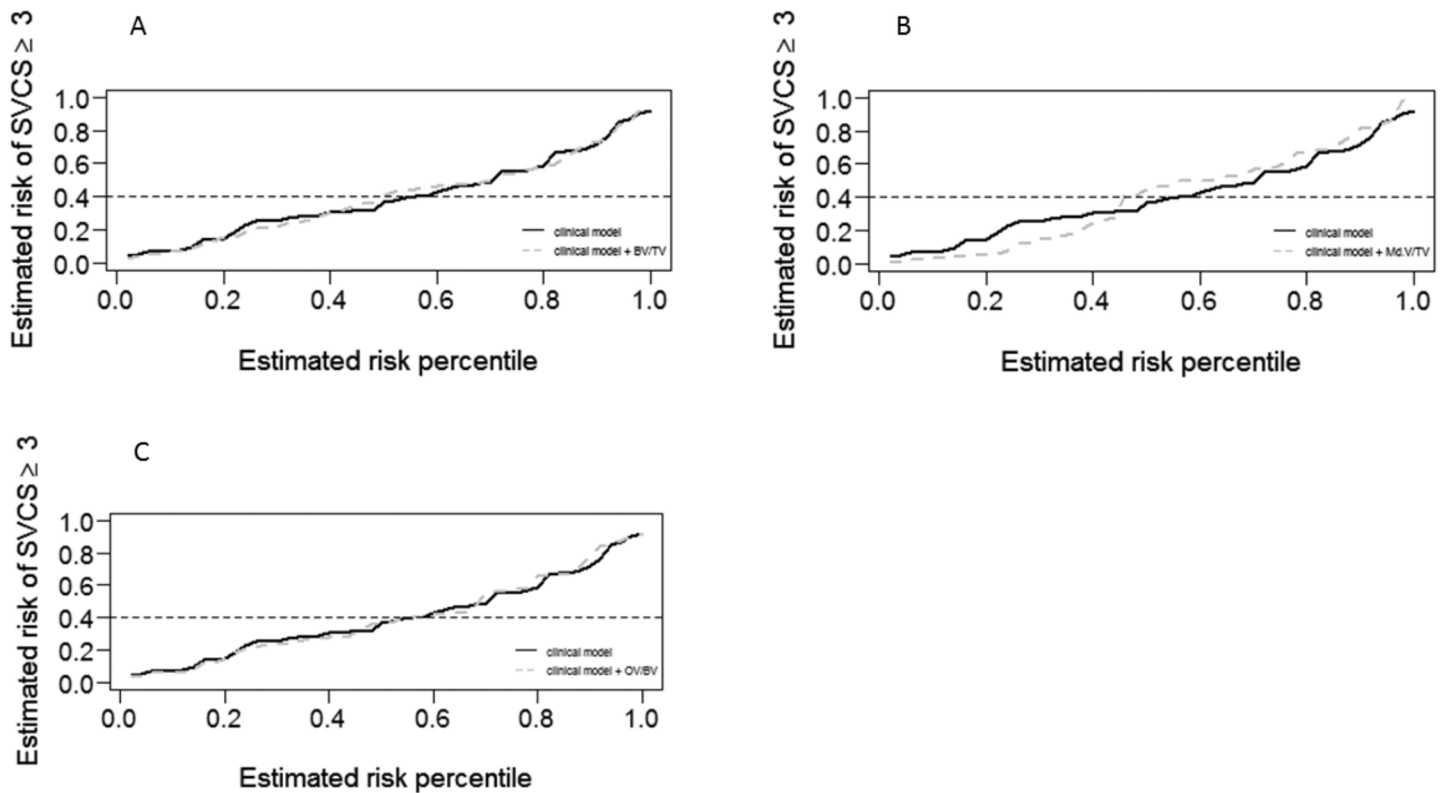 A
Estimated risk of SVCS ≥ 3
1.0
0.8
0.6
0.4
0.2
0.0
clinical model
clinical model + BV/TV
0.0 0.2 0.4 0.6 0.8 1.0
Estimated risk percentile
B
Estimated risk of SVCS ≥ 3
1.0
0.8
0.6
0.4
0.2
0.0
clinical model
clinical model + Md.V/TV
0.0 0.2 0.4 0.6 0.8 1.0
Estimated risk percentile
C
Estimated risk of SVCS ≥ 3
1.0
0.8
0.6
0.4
0.2
0.0
clinical model
clinical model + OV/BV
0.0 0.2 0.4 0.6 0.8 1.0
Estimated risk percentile